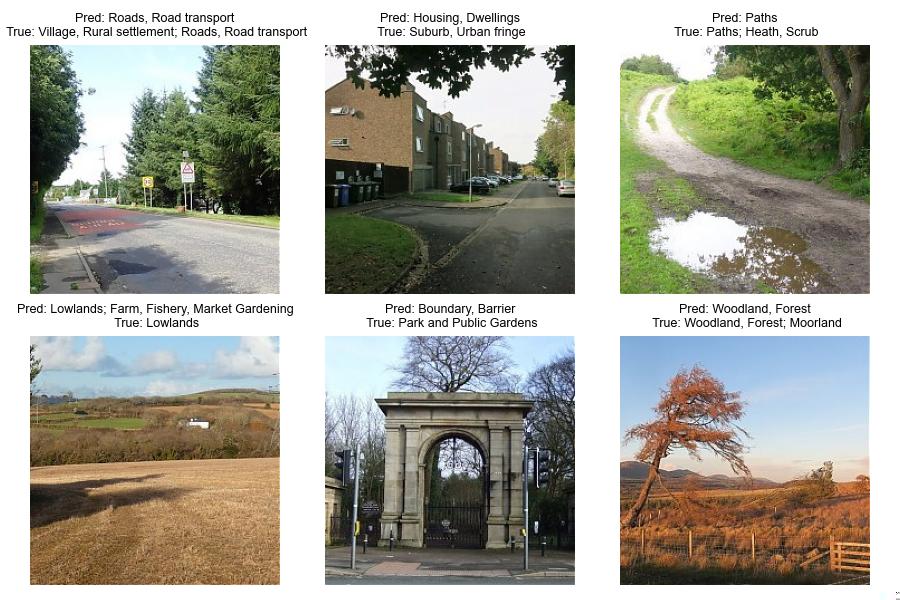 Pred: Roads, Road transport
True: Village, Rural settlement; Roads, Road transport
Pred: Housing, Dwellings
True: Suburb, Urban fringe
Pred: Paths
True: Paths; Heath, Scrub
Pred: Lowlands; Farm, Fishery, Market Gardening
True: Lowlands
Pred: Boundary, Barrier
True: Park and Public Gardens
Pred: Woodland, Forest
True: Woodland, Forest; Moorland